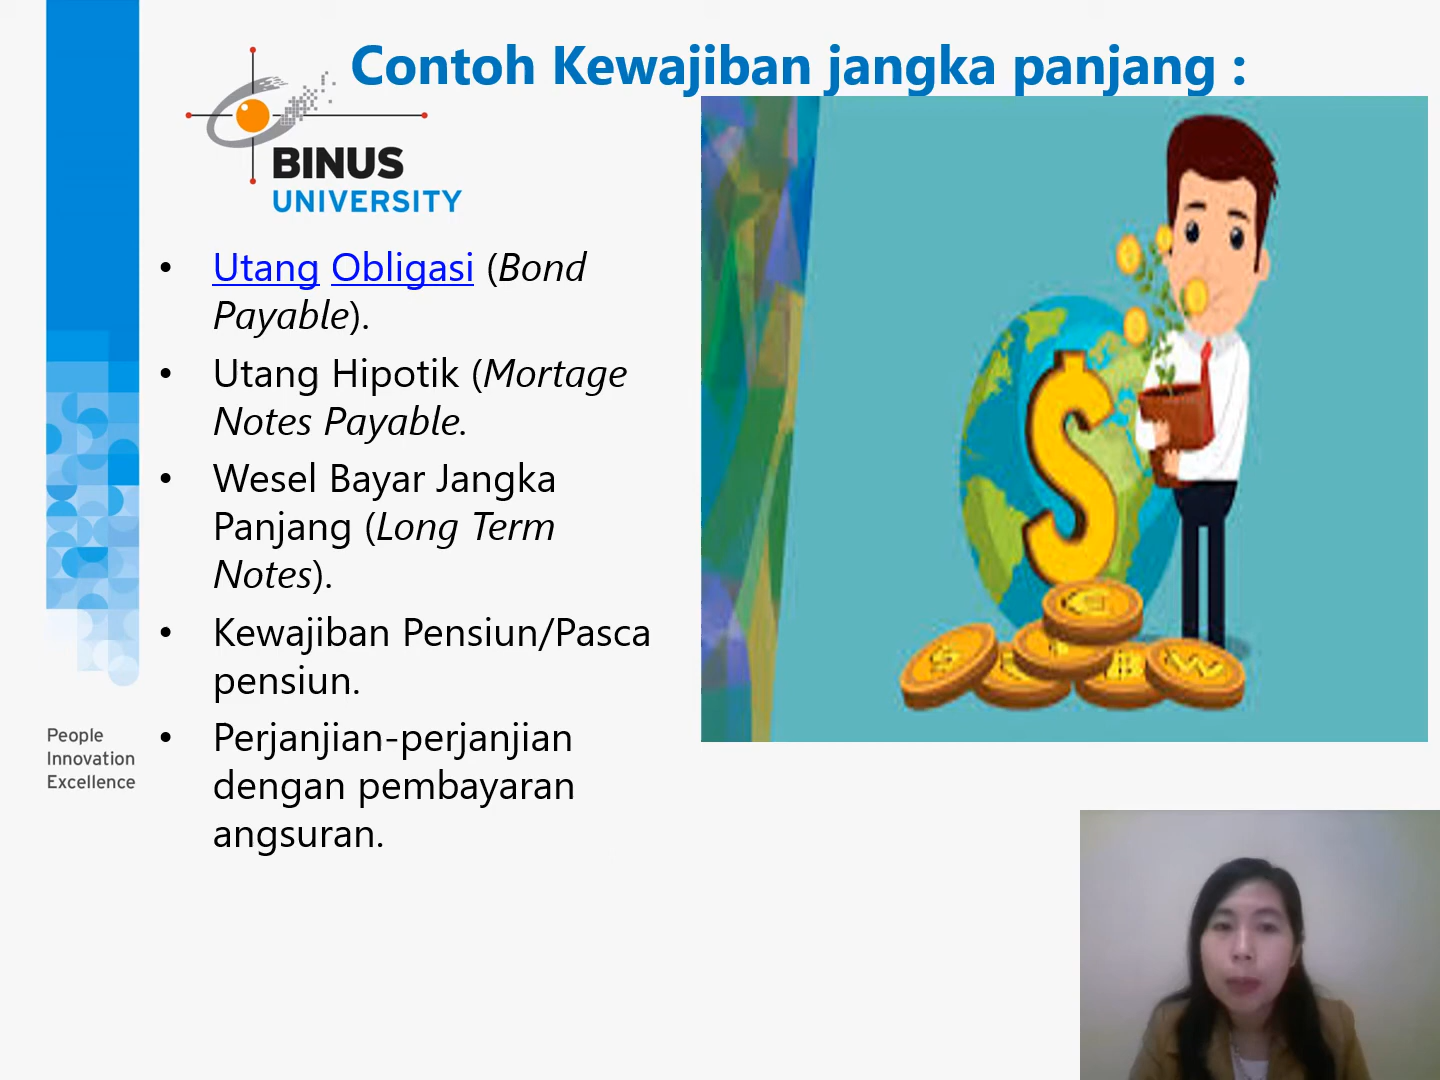 Contoh Kewajiban jangka panjang :
BINUS
UNIVERSITY
• Utang Obligasi (Bond
Payable).
• Utang Hipotik (Mortage
Notes Payable.
• Wesel Bayar Jangka
Panjang (Long Term
Notes).
• Kewajiban Pensiun/Pasca
pensiun.
• Perjanjian-perjanjian
dengan pembayaran
angsuran.
People
Innovation
Excellence